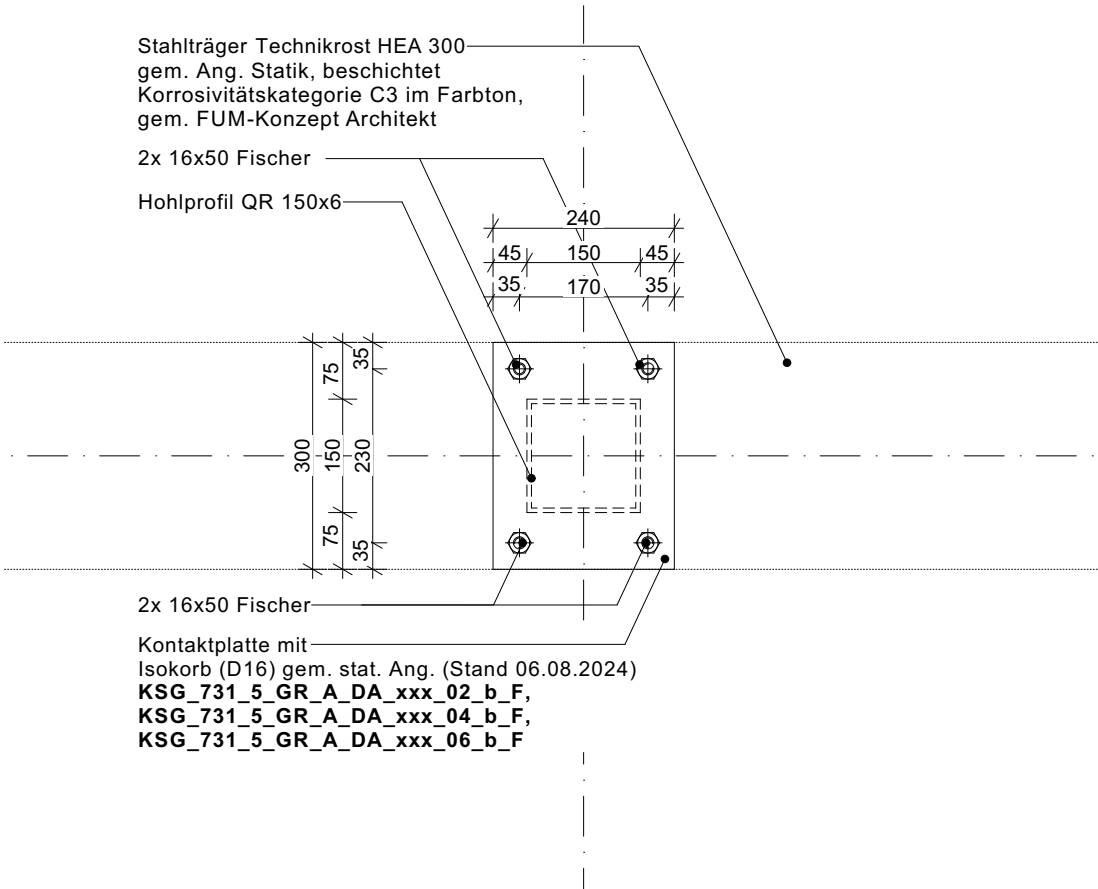 Stahlträger Technikrost HEA 300
gem. Ang. Statik, beschichtet
Korrosivitätskategorie C3 im Farbton,
gem. FUM-Konzept Architekt
2x 16x50 Fischer
Hohlprofil QR 150x6
240
45 150 45
35 170 35
35
75
300 150 230
75
35
2x 16x50 Fischer
Kontaktplatte mit
Isokorb (D16) gem. stat. Ang. (Stand 06.08.2024)
KSG_731_5_GR_A_DA_xxx_02_b_F,
KSG_731_5_GR_A_DA_xxx_04_b_F,
KSG_731_5_GR_A_DA_xxx_06_b_F